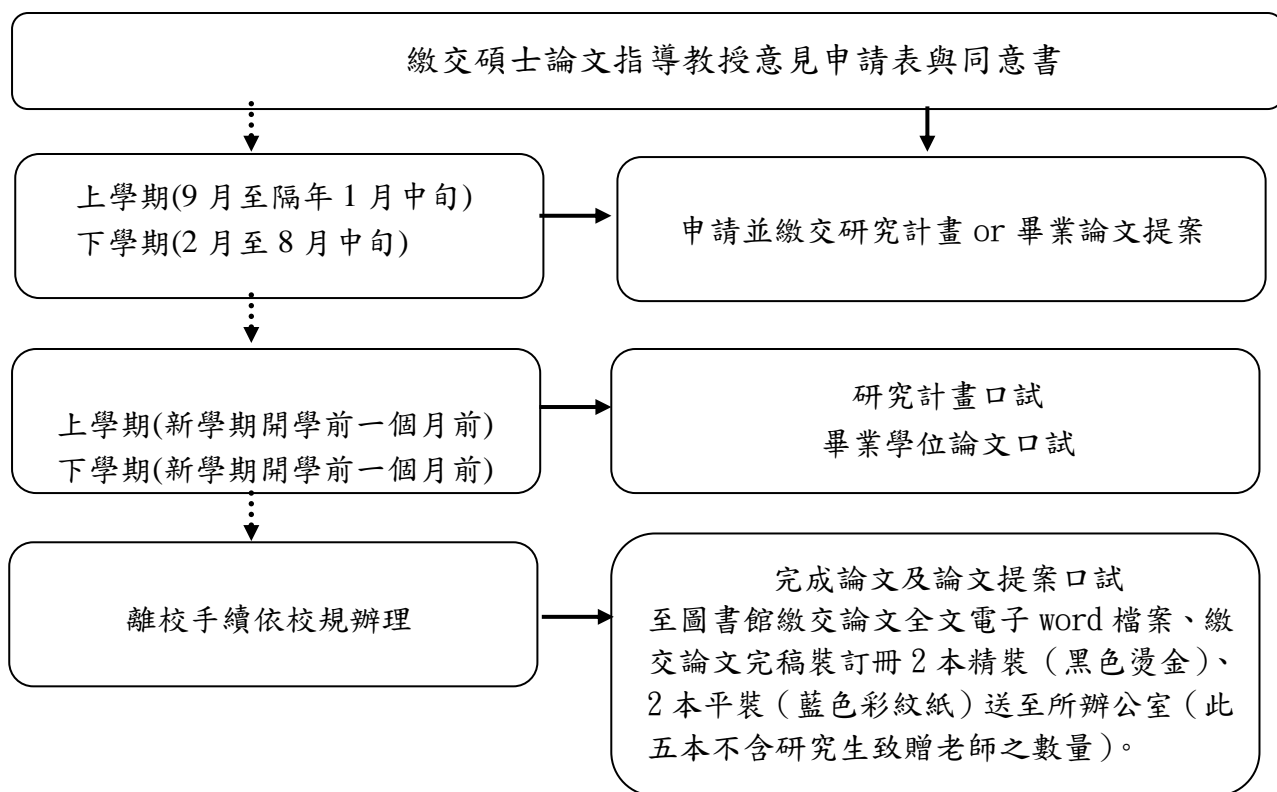 繳交碩士論文指導教授意見申請表與同意書
上學期(9 月至隔年 1 月中旬)
下學期(2 月至 8 月中旬)
申請並繳交研究計畫 or 畢業論文提案
上學期(新學期開學前一個月前)
下學期(新學期開學前一個月前)
研究計畫口試
畢業學位論文口試
離校手續依校規辦理
完成論文及論文提案口試
至圖書館繳交論文全文電子 word 檔案、繳
交論文完稿裝訂冊 2 本精裝（黑色燙金）、
2 本平裝（藍色彩紋紙）送至所辦公室（此
五本不含研究生致贈老師之數量）。